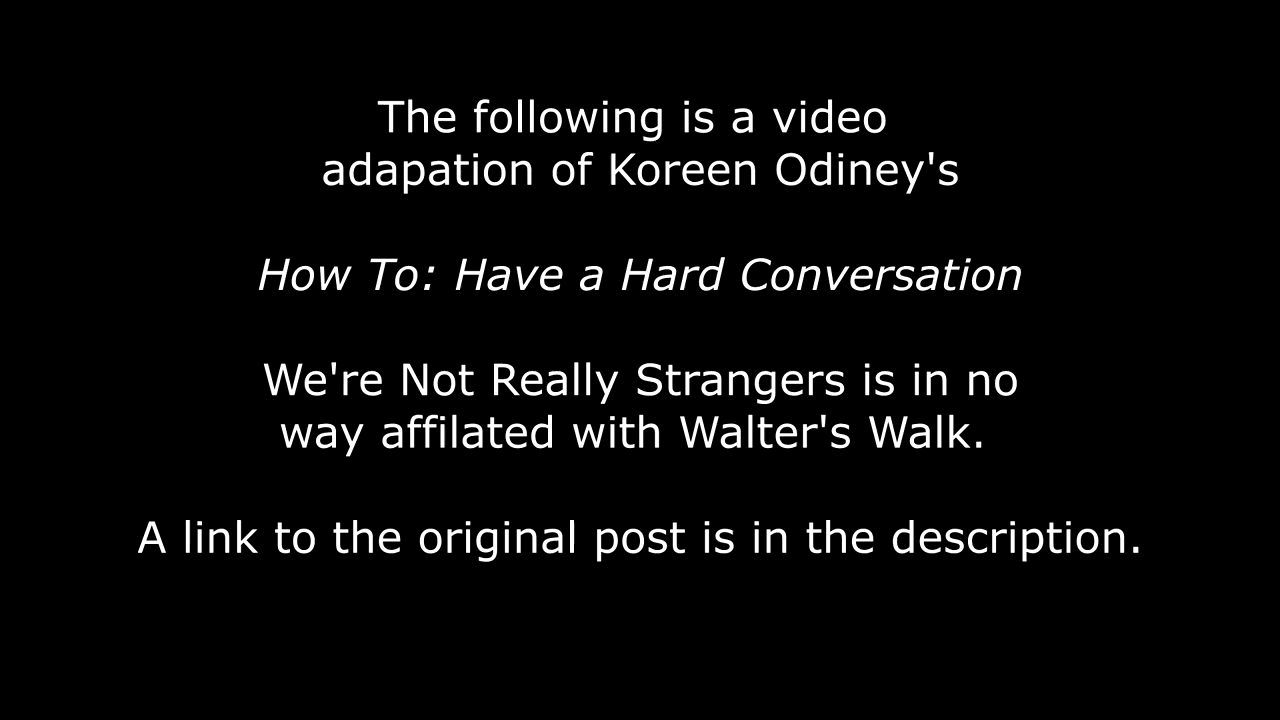 The following is a video
adapation of Koreen Odiney's
How To: Have a Hard Conversation
We're Not Really Strangers is in no
way affilated with Walter's Walk.
A link to the original post is in the description.